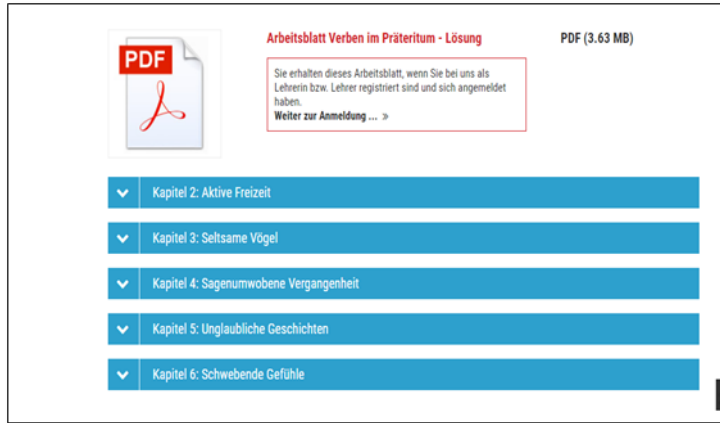 Arbeitsblatt Verben im Präteritum - Lösung
PDF (3.63 MB)
PDF
Sie erhalten dieses Arbeitsblatt, wenn Sie bei uns als
Lehrerin bzw. Lehrer registriert sind und sich angemeldet
haben.
Weiter zur Anmeldung ... »
Kapitel 2: Aktive Freizeit
Kapitel 3: Seltsame Vögel
Kapitel 4: Sagenumwobene Vergangenheit
Kapitel 5: Unglaubliche Geschichten
Kapitel 6: Schwebende Gefühle